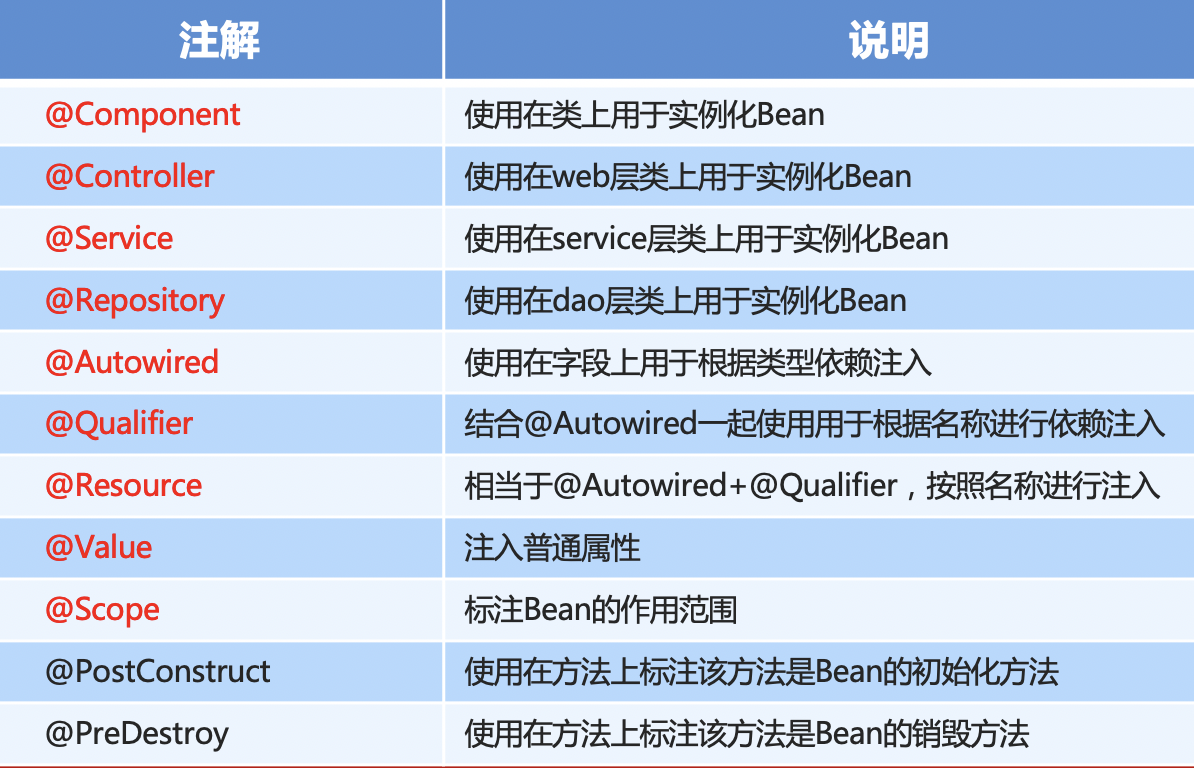 注解 说明
@Component 使用在类上用于实例化Bean
@Controller 使用在web层类上用于实例化Bean
@Service 使用在service层类上用于实例化Bean
@Repository 使用在dao层类上用于实例化Bean
@Autowired 使用在字段上用于根据类型依赖注入
@Qualifier 结合@Autowired一起使用用于根据名称进行依赖注入
@Resource 相当于@Autowired+@Qualifier，按照名称进行注入
@Value 注入普通属性
@Scope 标注Bean的作用范围
@PostConstruct 使用在方法上标注该方法是Bean的初始化方法
@PreDestroy 使用在方法上标注该方法是Bean的销毁方法